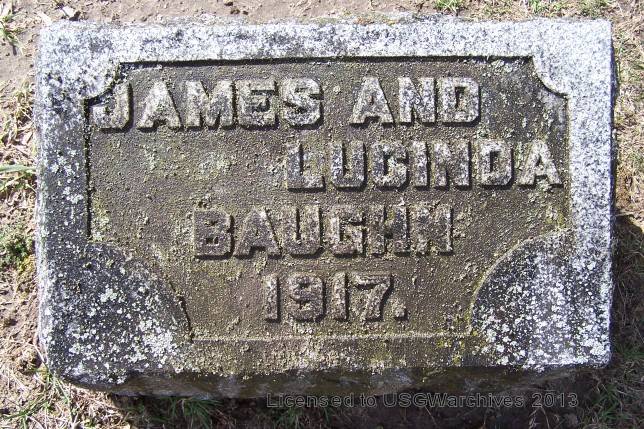 JAMES AND
LUCINDA
BAUGHN
1917.
Licensed to USGWarchives 2013